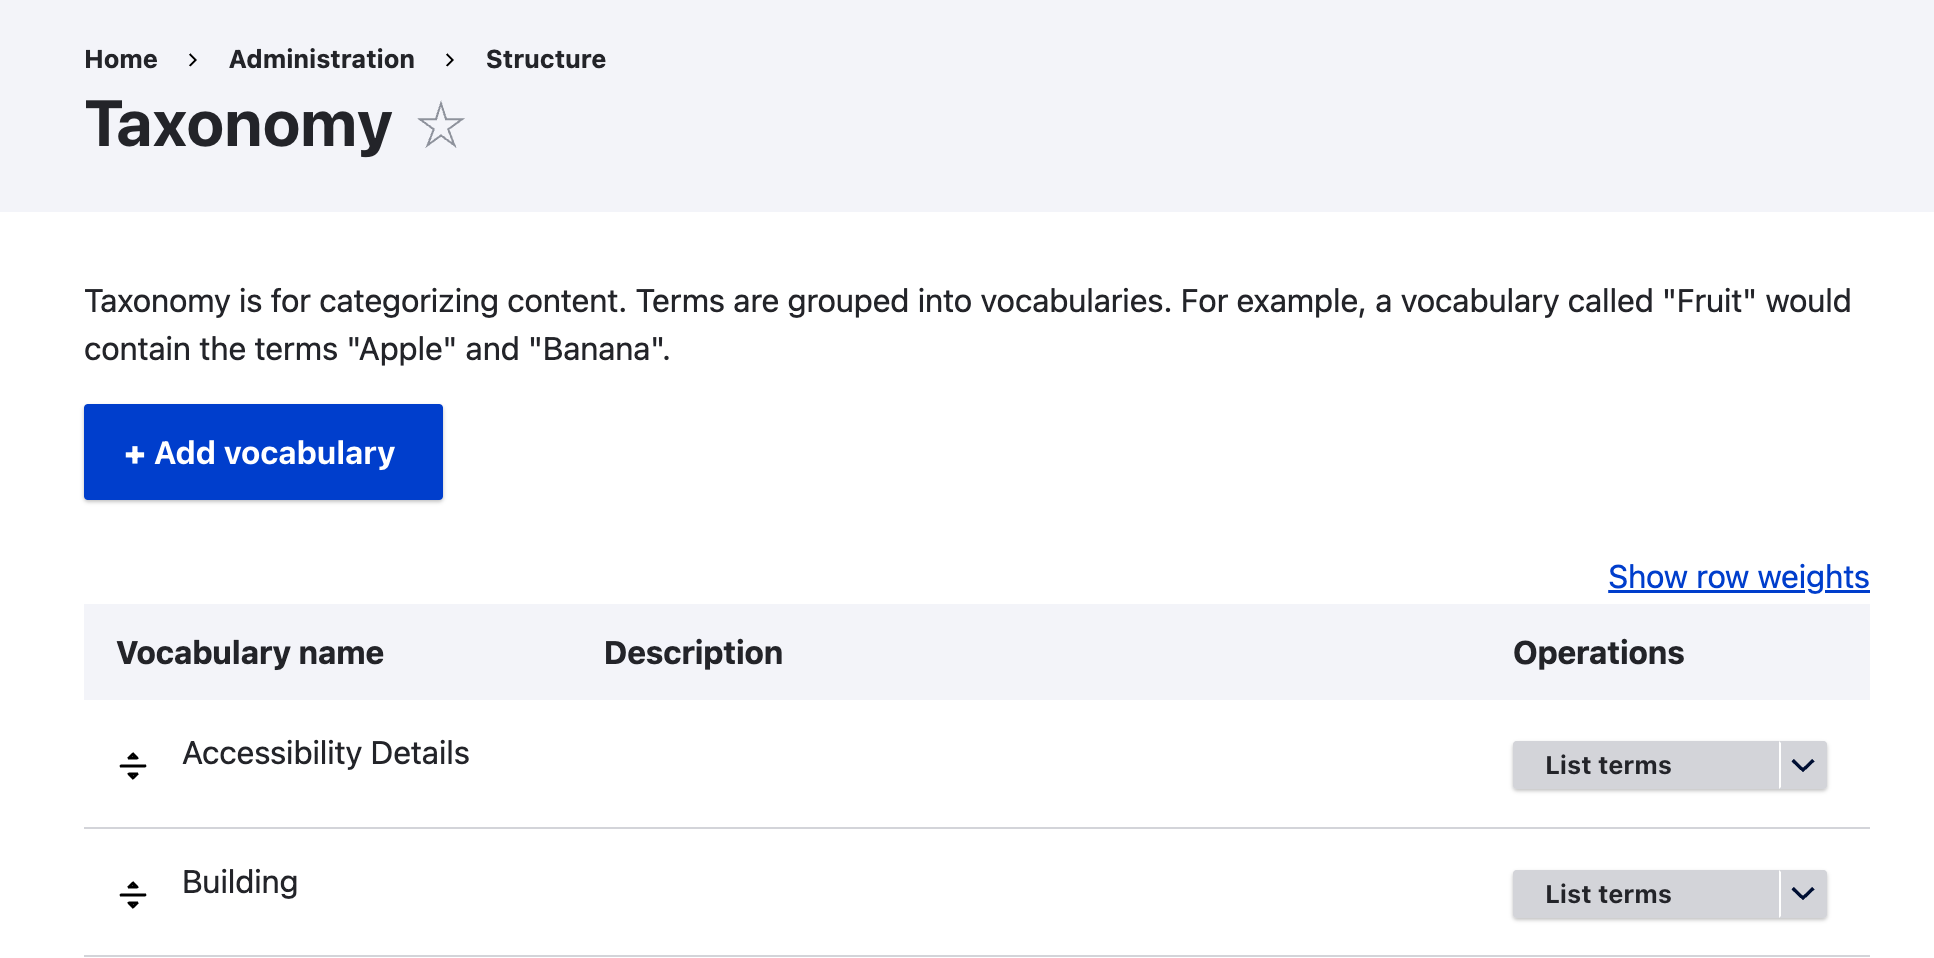 Home > Administration > Structure
Taxonomy
Taxonomy is for categorizing content. Terms are grouped into vocabularies. For example, a vocabulary called "Fruit" would
contain the terms "Apple" and "Banana".
+ Add vocabulary
Show row weights
Vocabulary name Description Operations
Accessibility Details List terms
Building List terms